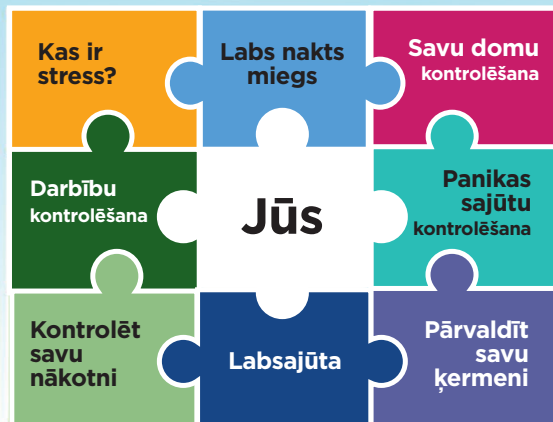 Kas ir
stress?
Labs nakts
miegs
Savu domu
kontrolēšana
Darbību
kontrolēšana
Jūs
Panikas
sajūtu
kontrolēšana
Kontrolēt
savu
nākotni
Labsajūta
Pārvaldīt
savu
ķermeni